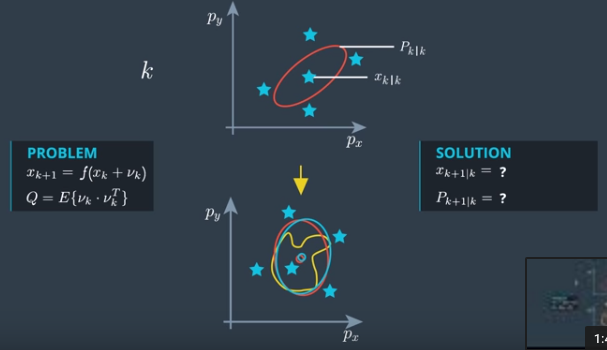 p_y
k
P_{k|k}
x_{k|k}
p_x
PROBLEM
x_{k+1} = f(x_k + ν_k)
Q = E{ν_k · ν_k^T}
SOLUTION
x_{k+1|k} = ?
P_{k+1|k} = ?
p_y
p_x